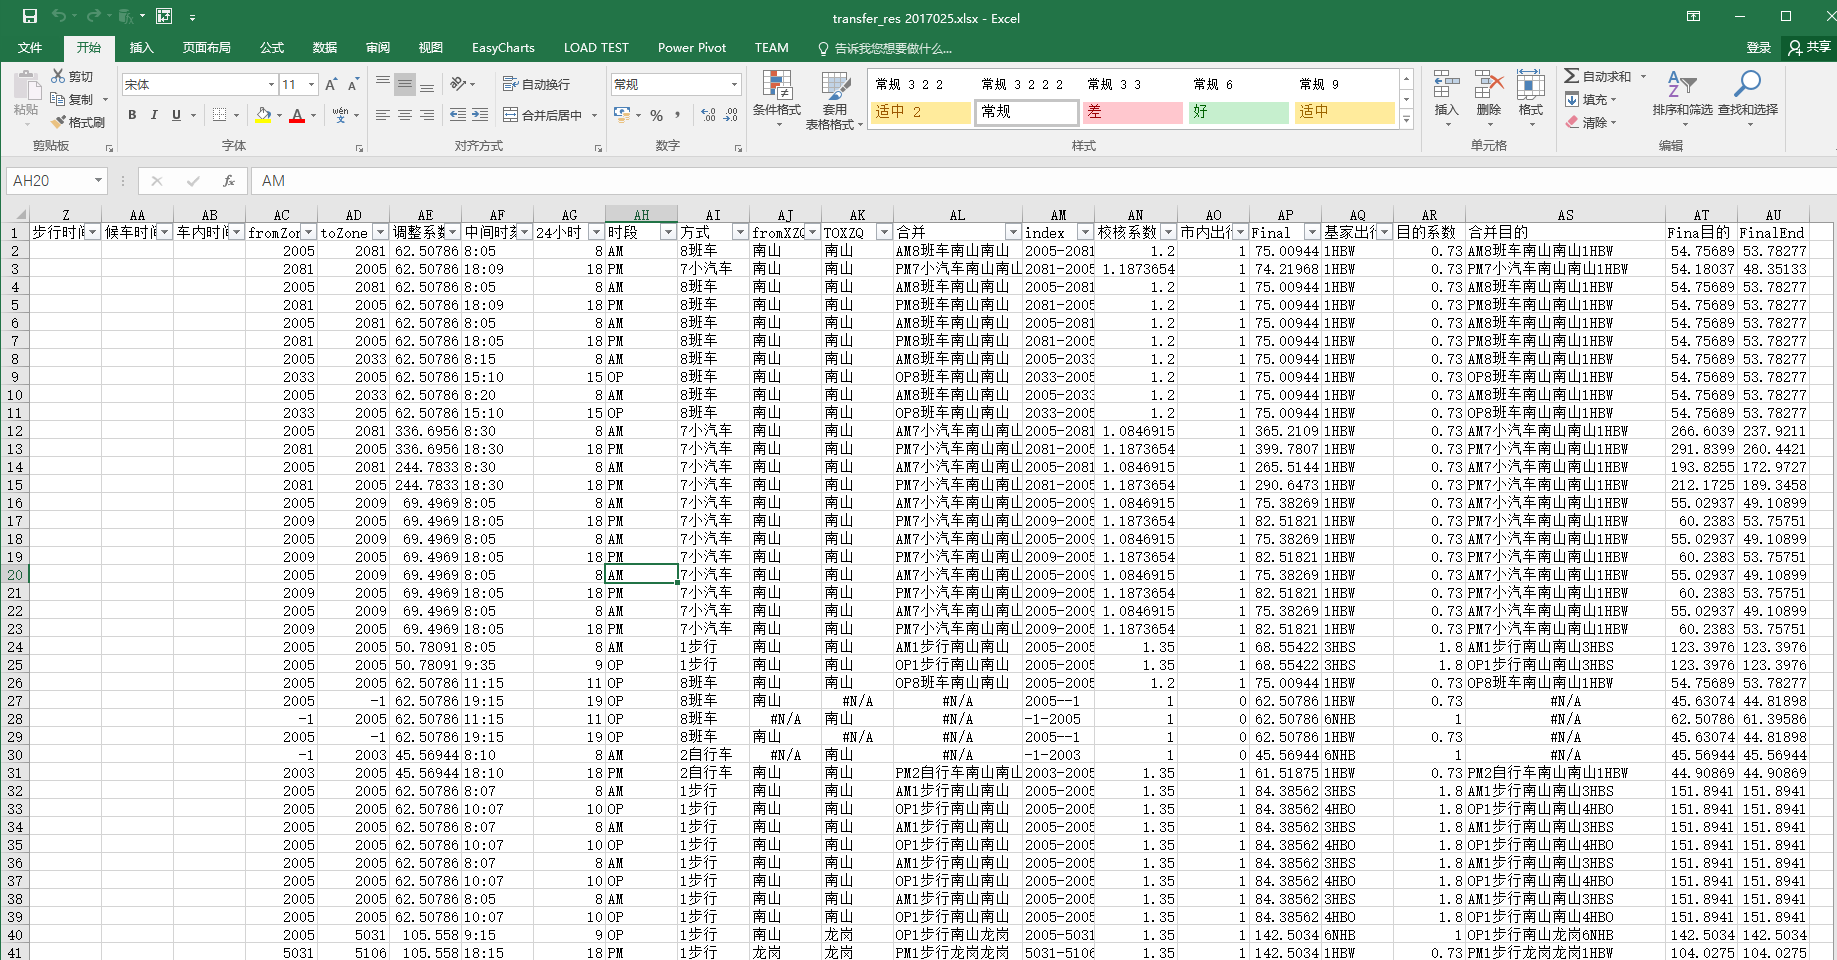 transfer_res 2017025.xlsx - Excel
文件 开始 插入 页面布局 公式 数据 审阅 视图 EasyCharts LOAD TEST Power Pivot TEAM 告诉我您想要做什么... 登录 共享
粘贴 剪切 复制 格式刷 剪贴板
宋体 11 B I U A wén 字体
自动换行 合并后居中 对齐方式
常规 % 数字
条件格式 套用表格格式
常规 3 2 2 常规 3 2 2 2 常规 3 3 常规 6 常规 9
适中 2 常规 差 好 适中
样式
插入 删除 格式 单元格
自动求和 填充 清除 排序和筛选 查找和选择 编辑
AH20 fx AM
Z AA AB AC AD AE AF AG AH AI AJ AK AL AM AN AO AP AQ AR AS AT AU
1 步行时间 候车时间 车内时间 fromZon toZone 调整系数 中间时刻 24小时 时段 方式 fromXZQ TOXZQ 合并 index 校核系数 市内出行 Final 基家出行 目的系数 合并目的 Fina目的 FinalEnd
2 2005 2081 62.50786 8:05 8 AM 8班车 南山 南山 AM8班车南山南山 2005-2081 1.2 1 75.00944 1HBW 0.73 AM8班车南山南山1HBW 54.75689 53.78277
3 2081 2005 62.50786 18:09 18 PM 7小汽车 南山 南山 PM7小汽车南山南山 2081-2005 1.1873654 1 74.21968 1HBW 0.73 PM7小汽车南山南山1HBW 54.18037 48.35133
4 2005 2081 62.50786 8:05 8 AM 8班车 南山 南山 AM8班车南山南山 2005-2081 1.2 1 75.00944 1HBW 0.73 AM8班车南山南山1HBW 54.75689 53.78277
5 2081 2005 62.50786 18:09 18 PM 8班车 南山 南山 PM8班车南山南山 2081-2005 1.2 1 75.00944 1HBW 0.73 PM8班车南山南山1HBW 54.75689 53.78277
6 2005 2081 62.50786 8:05 8 AM 8班车 南山 南山 AM8班车南山南山 2005-2081 1.2 1 75.00944 1HBW 0.73 AM8班车南山南山1HBW 54.75689 53.78277
7 2081 2005 62.50786 18:05 18 PM 8班车 南山 南山 PM8班车南山南山 2081-2005 1.2 1 75.00944 1HBW 0.73 PM8班车南山南山1HBW 54.75689 53.78277
8 2005 2033 62.50786 8:15 8 AM 8班车 南山 南山 AM8班车南山南山 2005-2033 1.2 1 75.00944 1HBW 0.73 AM8班车南山南山1HBW 54.75689 53.78277
9 2033 2005 62.50786 15:10 15 OP 8班车 南山 南山 OP8班车南山南山 2033-2005 1.2 1 75.00944 1HBW 0.73 OP8班车南山南山1HBW 54.75689 53.78277
10 2005 2033 62.50786 8:20 8 AM 8班车 南山 南山 AM8班车南山南山 2005-2033 1.2 1 75.00944 1HBW 0.73 AM8班车南山南山1HBW 54.75689 53.78277
11 2033 2005 62.50786 15:10 15 OP 8班车 南山 南山 OP8班车南山南山 2033-2005 1.2 1 75.00944 1HBW 0.73 OP8班车南山南山1HBW 54.75689 53.78277
12 2005 2081 336.6956 8:30 8 AM 7小汽车 南山 南山 AM7小汽车南山南山 2005-2081 1.0846915 1 365.2109 1HBW 0.73 AM7小汽车南山南山1HBW 266.6039 237.9211
13 2081 2005 336.6956 18:30 18 PM 7小汽车 南山 南山 PM7小汽车南山南山 2081-2005 1.1873654 1 399.7807 1HBW 0.73 PM7小汽车南山南山1HBW 291.8399 260.4421
14 2005 2081 244.7833 8:30 8 AM 7小汽车 南山 南山 AM7小汽车南山南山 2005-2081 1.0846915 1 265.5144 1HBW 0.73 AM7小汽车南山南山1HBW 193.8255 172.9727
15 2081 2005 244.7833 18:30 18 PM 7小汽车 南山 南山 PM7小汽车南山南山 2081-2005 1.1873654 1 290.6473 1HBW 0.73 PM7小汽车南山南山1HBW 212.1725 189.3458
16 2005 2009 69.4969 8:05 8 AM 7小汽车 南山 南山 AM7小汽车南山南山 2005-2009 1.0846915 1 75.38269 1HBW 0.73 AM7小汽车南山南山1HBW 55.02937 49.10899
17 2009 2005 69.4969 18:05 18 PM 7小汽车 南山 南山 PM7小汽车南山南山 2009-2005 1.1873654 1 82.51821 1HBW 0.73 PM7小汽车南山南山1HBW 60.2383 53.75751
18 2005 2009 69.4969 8:05 8 AM 7小汽车 南山 南山 AM7小汽车南山南山 2005-2009 1.0846915 1 75.38269 1HBW 0.73 AM7小汽车南山南山1HBW 55.02937 49.10899
19 2009 2005 69.4969 18:05 18 PM 7小汽车 南山 南山 PM7小汽车南山南山 2009-2005 1.1873654 1 82.51821 1HBW 0.73 PM7小汽车南山南山1HBW 60.2383 53.75751
20 2005 2009 69.4969 8:05 8 AM 7小汽车 南山 南山 AM7小汽车南山南山 2005-2009 1.0846915 1 75.38269 1HBW 0.73 AM7小汽车南山南山1HBW 55.02937 49.10899
21 2009 2005 69.4969 18:05 18 PM 7小汽车 南山 南山 PM7小汽车南山南山 2009-2005 1.1873654 1 82.51821 1HBW 0.73 PM7小汽车南山南山1HBW 60.2383 53.75751
22 2005 2009 69.4969 8:05 8 AM 7小汽车 南山 南山 AM7小汽车南山南山 2005-2009 1.0846915 1 75.38269 1HBW 0.73 AM7小汽车南山南山1HBW 55.02937 49.10899
23 2009 2005 69.4969 18:05 18 PM 7小汽车 南山 南山 PM7小汽车南山南山 2009-2005 1.1873654 1 82.51821 1HBW 0.73 PM7小汽车南山南山1HBW 60.2383 53.75751
24 2005 2005 50.78091 8:05 8 AM 1步行 南山 南山 AM1步行南山南山 2005-2005 1.35 1 68.55422 3HBS 1.8 AM1步行南山南山3HBS 123.3976 123.3976
25 2005 2005 50.78091 9:35 9 OP 1步行 南山 南山 OP1步行南山南山 2005-2005 1.35 1 68.55422 3HBS 1.8 OP1步行南山南山3HBS 123.3976 123.3976
26 2005 2005 62.50786 11:15 11 OP 8班车 南山 南山 OP8班车南山南山 2005-2005 1.2 1 75.00944 1HBW 0.73 OP8班车南山南山1HBW 54.75689 53.78277
27 2005 -1 62.50786 19:15 19 OP 8班车 南山 #N/A #N/A 2005--1 1 0 62.50786 1HBW 0.73 #N/A 45.63074 44.81898
28 -1 2005 62.50786 11:15 11 OP 8班车 #N/A 南山 #N/A -1-2005 1 0 62.50786 6NHB 1 #N/A 62.50786 61.39586
29 2005 -1 62.50786 19:15 19 OP 8班车 南山 #N/A #N/A 2005--1 1 0 62.50786 1HBW 0.73 #N/A 45.63074 44.81898
30 -1 2003 45.56944 8:10 8 AM 2自行车 #N/A 南山 #N/A -1-2003 1 0 45.56944 6NHB 1 #N/A 45.56944 45.56944
31 2003 2005 45.56944 18:10 18 PM 2自行车 南山 南山 PM2自行车南山南山 2003-2005 1.35 1 61.51875 1HBW 0.73 PM2自行车南山南山1HBW 44.90869 44.90869
32 2005 2005 62.50786 8:07 8 AM 1步行 南山 南山 AM1步行南山南山 2005-2005 1.35 1 84.38562 3HBS 1.8 AM1步行南山南山3HBS 151.8941 151.8941
33 2005 2005 62.50786 10:07 10 OP 1步行 南山 南山 OP1步行南山南山 2005-2005 1.35 1 84.38562 4HBO 1.8 OP1步行南山南山4HBO 151.8941 151.8941
34 2005 2005 62.50786 8:07 8 AM 1步行 南山 南山 AM1步行南山南山 2005-2005 1.35 1 84.38562 3HBS 1.8 AM1步行南山南山3HBS 151.8941 151.8941
35 2005 2005 62.50786 10:07 10 OP 1步行 南山 南山 OP1步行南山南山 2005-2005 1.35 1 84.38562 4HBO 1.8 OP1步行南山南山4HBO 151.8941 151.8941
36 2005 2005 62.50786 8:07 8 AM 1步行 南山 南山 AM1步行南山南山 2005-2005 1.35 1 84.38562 3HBS 1.8 AM1步行南山南山3HBS 151.8941 151.8941
37 2005 2005 62.50786 10:07 10 OP 1步行 南山 南山 OP1步行南山南山 2005-2005 1.35 1 84.38562 4HBO 1.8 OP1步行南山南山4HBO 151.8941 151.8941
38 2005 2005 62.50786 8:05 8 AM 1步行 南山 南山 AM1步行南山南山 2005-2005 1.35 1 84.38562 3HBS 1.8 AM1步行南山南山3HBS 151.8941 151.8941
39 2005 2005 62.50786 10:07 10 OP 1步行 南山 南山 OP1步行南山南山 2005-2005 1.35 1 84.38562 4HBO 1.8 OP1步行南山南山4HBO 151.8941 151.8941
40 2005 5031 105.558 9:15 9 OP 1步行 南山 龙岗 OP1步行南山龙岗 2005-5031 1.35 1 142.5034 6NHB 1 OP1步行南山龙岗6NHB 142.5034 142.5034
41 5031 5106 105.558 18:15 18 PM 1步行 龙岗 龙岗 PM1步行龙岗龙岗 5031-5106 1.35 1 142.5034 1HBW 0.73 PM1步行龙岗龙岗1HBW 104.0275 104.0275